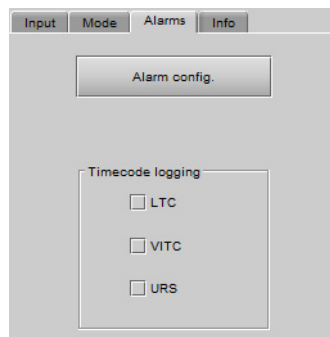 Input Mode Alarms Info
Alarm config.
Timecode logging
LTC
VITC
URS